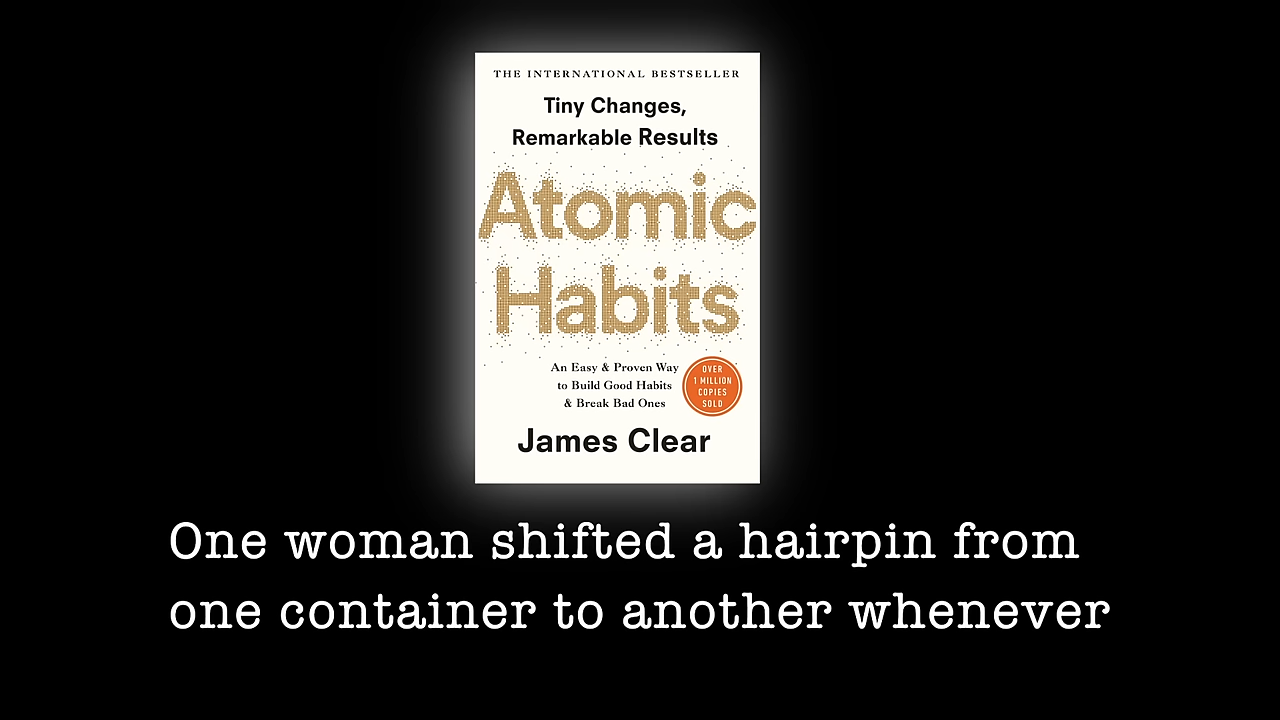 THE INTERNATIONAL BESTSELLER
Tiny Changes,
Remarkable Results
Atomic
Habits
An Easy & Proven Way
to Build Good Habits
& Break Bad Ones
OVER
1 MILLION
COPIES
SOLD
James Clear
One woman shifted a hairpin from
one container to another whenever